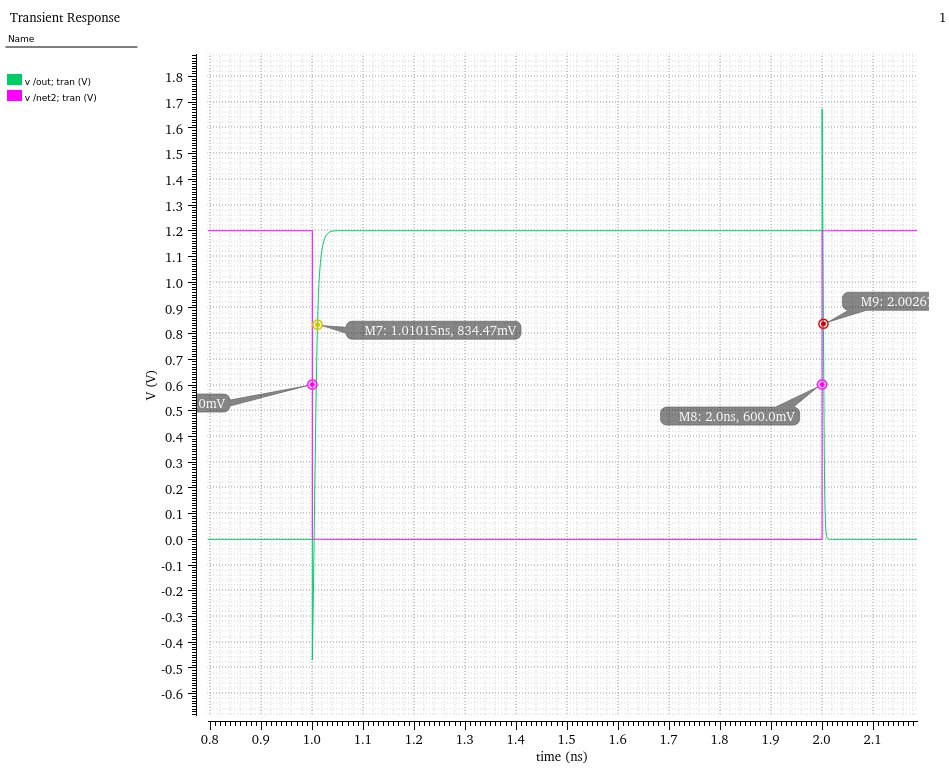 Transient Response
1
Name
v /out; tran (V)
v /net2; tran (V)
V (V)
1.8
1.7
1.6
1.5
1.4
1.3
1.2
1.1
1.0
0.9
0.8
0.7
0.6
0.5
0.4
0.3
0.2
0.1
0.0
-0.1
-0.2
-0.3
-0.4
-0.5
-0.6
M9: 2.0026
M7: 1.01015ns, 834.47mV
0mV
M8: 2.0ns, 600.0mV
0.8 0.9 1.0 1.1 1.2 1.3 1.4 1.5 1.6 1.7 1.8 1.9 2.0 2.1
time (ns)